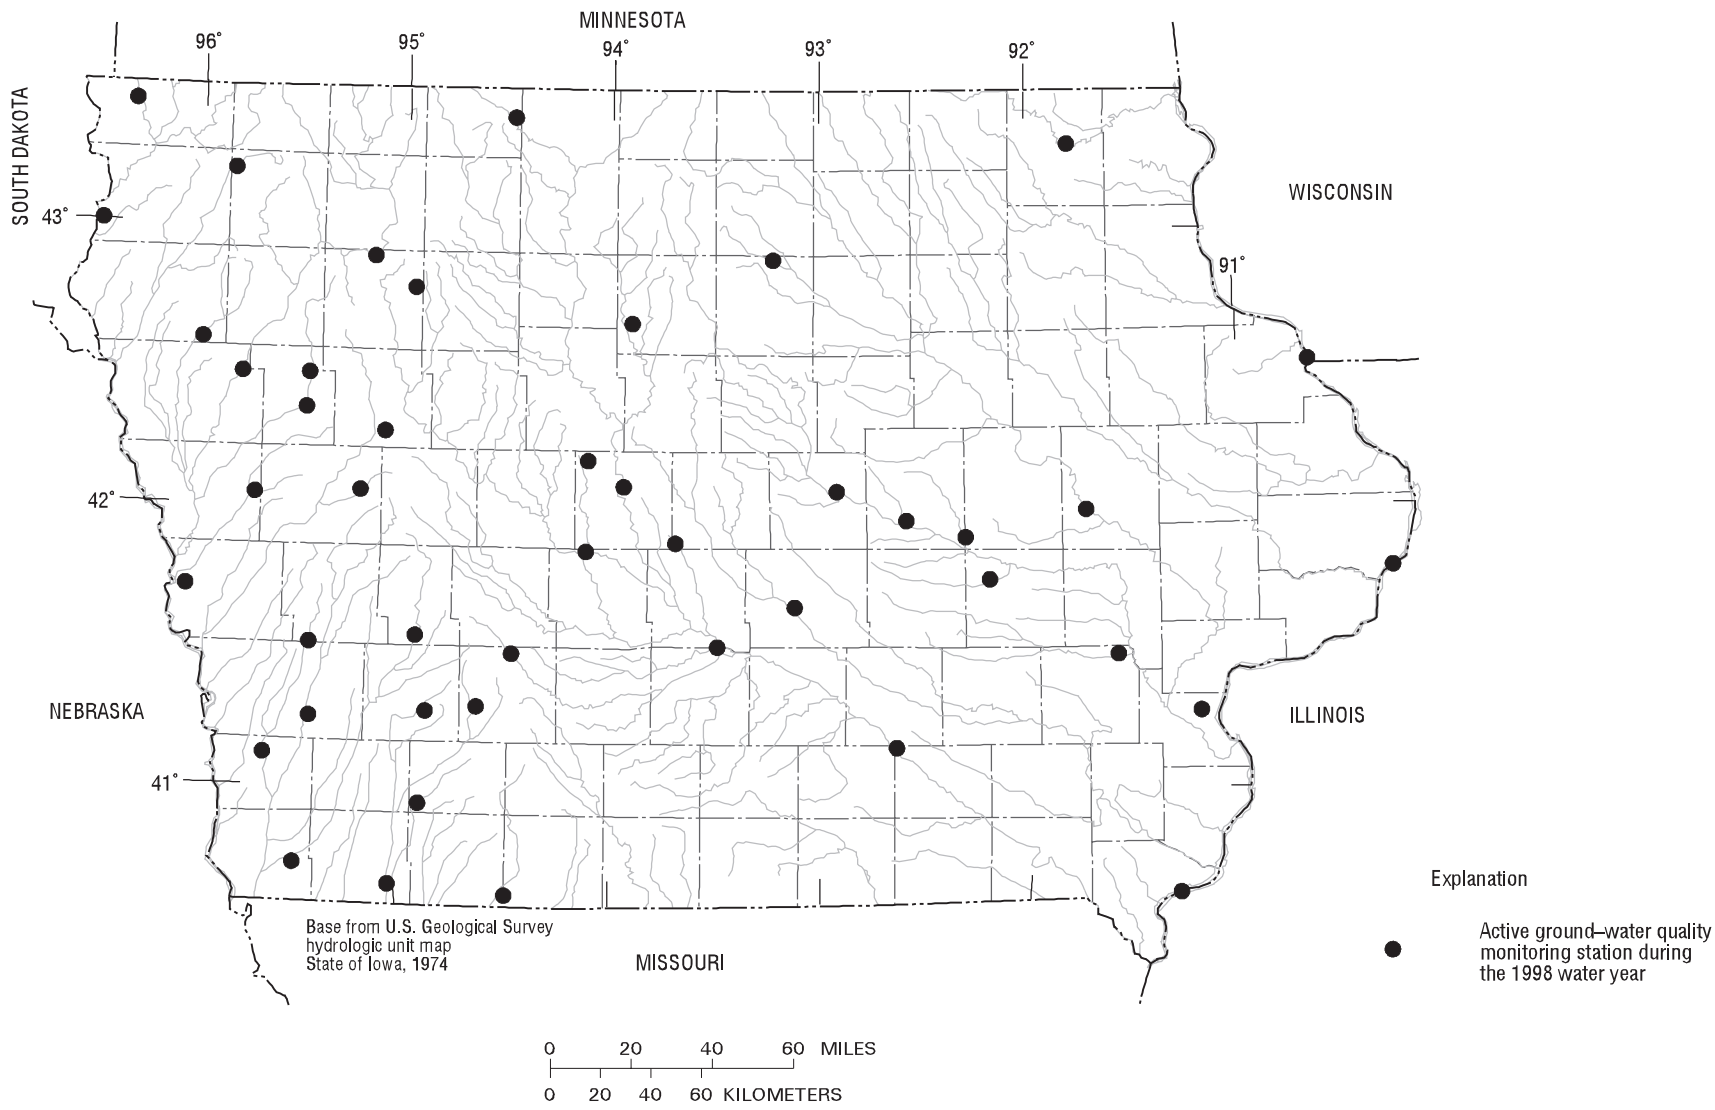 MINNESOTA
96°
95°
94°
93°
92°
SOUTH DAKOTA
43°
WISCONSIN
91°
42°
NEBRASKA
ILLINOIS
41°
Explanation
Active ground–water quality
monitoring station during
the 1998 water year
Base from U.S. Geological Survey
hydrologic unit map
State of Iowa, 1974
MISSOURI
0 20 40 60 MILES
0 20 40 60 KILOMETERS